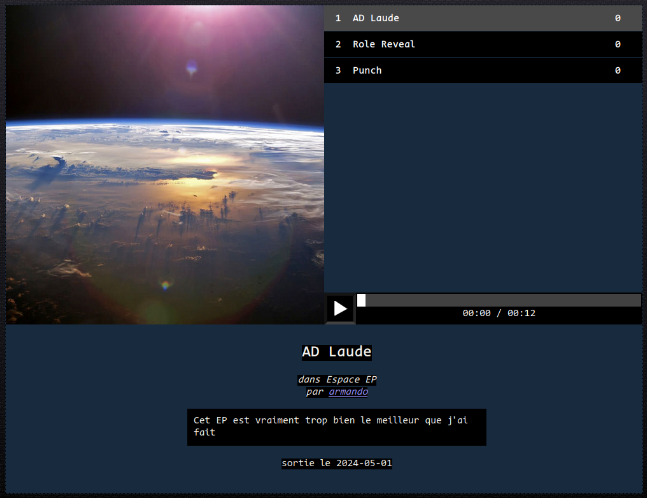 1 AD Laude 0
2 Role Reveal 0
3 Punch 0
00:00 / 00:12
AD Laude
dans Espace EP
par armando
Cet EP est vraiment trop bien le meilleur que j'ai
fait
sortie le 2024-05-01